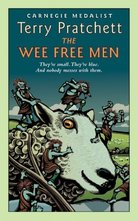 CARNEGIE MEDALIST
Terry Pratchett
THE
WEE FREE MEN
They're small. They're blue.
And nobody messes with them.